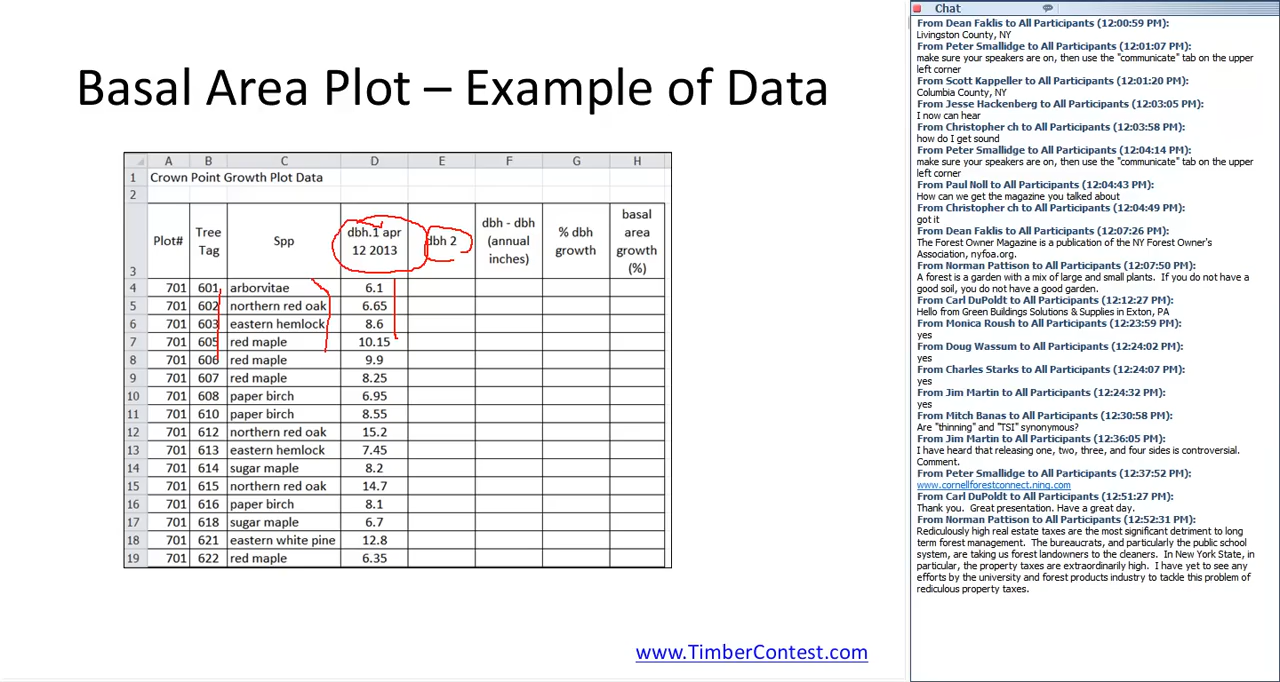 Basal Area Plot – Example of Data
A B C D E F G H
1 Crown Point Growth Plot Data
2
3 Plot# Tree Tag Spp dbh.1 apr 12 2013 dbh 2 dbh - dbh (annual inches) % dbh growth basal area growth (%)
4 701 601 arborvitae 6.1
5 701 602 northern red oak 6.65
6 701 603 eastern hemlock 8.6
7 701 605 red maple 10.15
8 701 606 red maple 9.9
9 701 607 red maple 8.25
10 701 608 paper birch 6.95
11 701 610 paper birch 8.55
12 701 612 northern red oak 15.2
13 701 613 eastern hemlock 7.45
14 701 614 sugar maple 8.2
15 701 615 northern red oak 14.7
16 701 616 paper birch 8.1
17 701 618 sugar maple 6.7
18 701 621 eastern white pine 12.8
19 701 622 red maple 6.35
www.TimberContest.com
Chat
From Dean Faklis to All Participants (12:00:59 PM):
Livingston County, NY
From Peter Smallidge to All Participants (12:01:07 PM):
make sure your speakers are on, then use the "communicate" tab on the upper
left corner
From Scott Kappeller to All Participants (12:01:20 PM):
Columbia County, NY
From Jesse Hackenberg to All Participants (12:03:05 PM):
I now can hear
From Christopher ch to All Participants (12:03:58 PM):
how do I get sound
From Peter Smallidge to All Participants (12:04:14 PM):
make sure your speakers are on, then use the "communicate" tab on the upper
left corner
From Paul Noll to All Participants (12:04:43 PM):
How can we get the magazine you talked about
From Christopher ch to All Participants (12:04:49 PM):
got it
From Dean Faklis to All Participants (12:07:26 PM):
The Forest Owner Magazine is a publication of the NY Forest Owner's
Association, nyfoa.org.
From Norman Pattison to All Participants (12:07:50 PM):
A forest is a garden with a mix of large and small plants. If you do not have a
good soil, you do not have a good garden.
From Carl DuPoldt to All Participants (12:12:27 PM):
Hello from Green Buildings Solutions & Supplies in Exton, PA
From Monica Roush to All Participants (12:23:59 PM):
yes
From Doug Wassum to All Participants (12:24:02 PM):
yes
From Charles Starks to All Participants (12:24:07 PM):
yes
From Jim Martin to All Participants (12:24:32 PM):
yes
From Mitch Banas to All Participants (12:30:58 PM):
Are "thinning" and "TSI" synonymous?
From Jim Martin to All Participants (12:36:05 PM):
I have heard that releasing one, two, three, and four sides is controversial.
Comment.
From Peter Smallidge to All Participants (12:37:52 PM):
www.cornellforestconnect.ning.com
From Carl DuPoldt to All Participants (12:51:27 PM):
Thank you. Great presentation. Have a great day.
From Norman Pattison to All Participants (12:52:31 PM):
Rediculously high real estate taxes are the most significant detriment to long
term forest management. The bureaucrats, and particularly the public school
system, are taking us forest landowners to the cleaners. In New York State, in
particular, the property taxes are extraordinarily high. I have yet to see any
efforts by the university and forest products industry to tackle this problem of
rediculous property taxes.